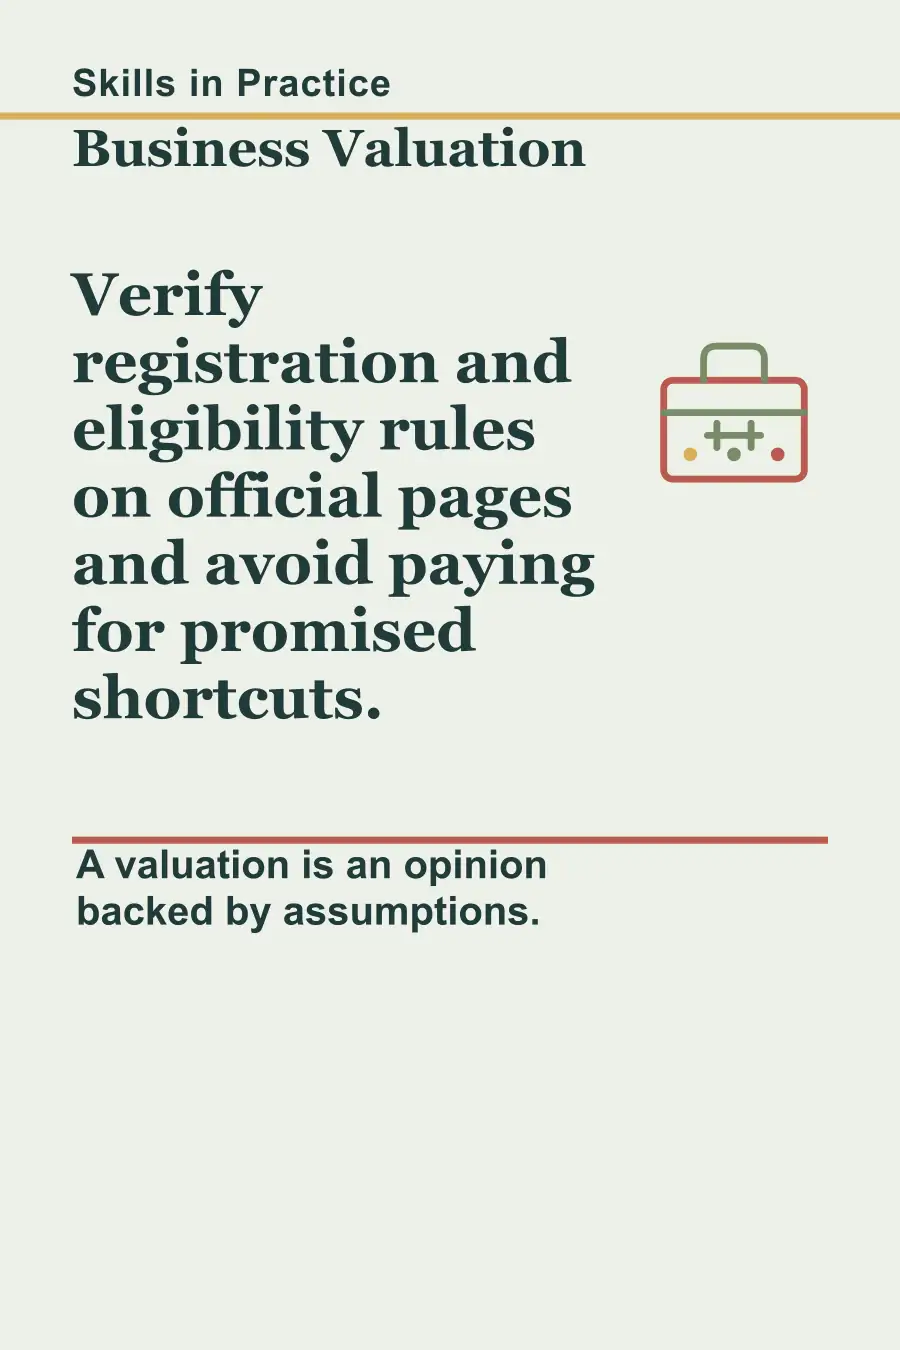 Skills in Practice
Business Valuation
Verify
registration and
eligibility rules
on official pages
and avoid paying
for promised
shortcuts.
A valuation is an opinion
backed by assumptions.